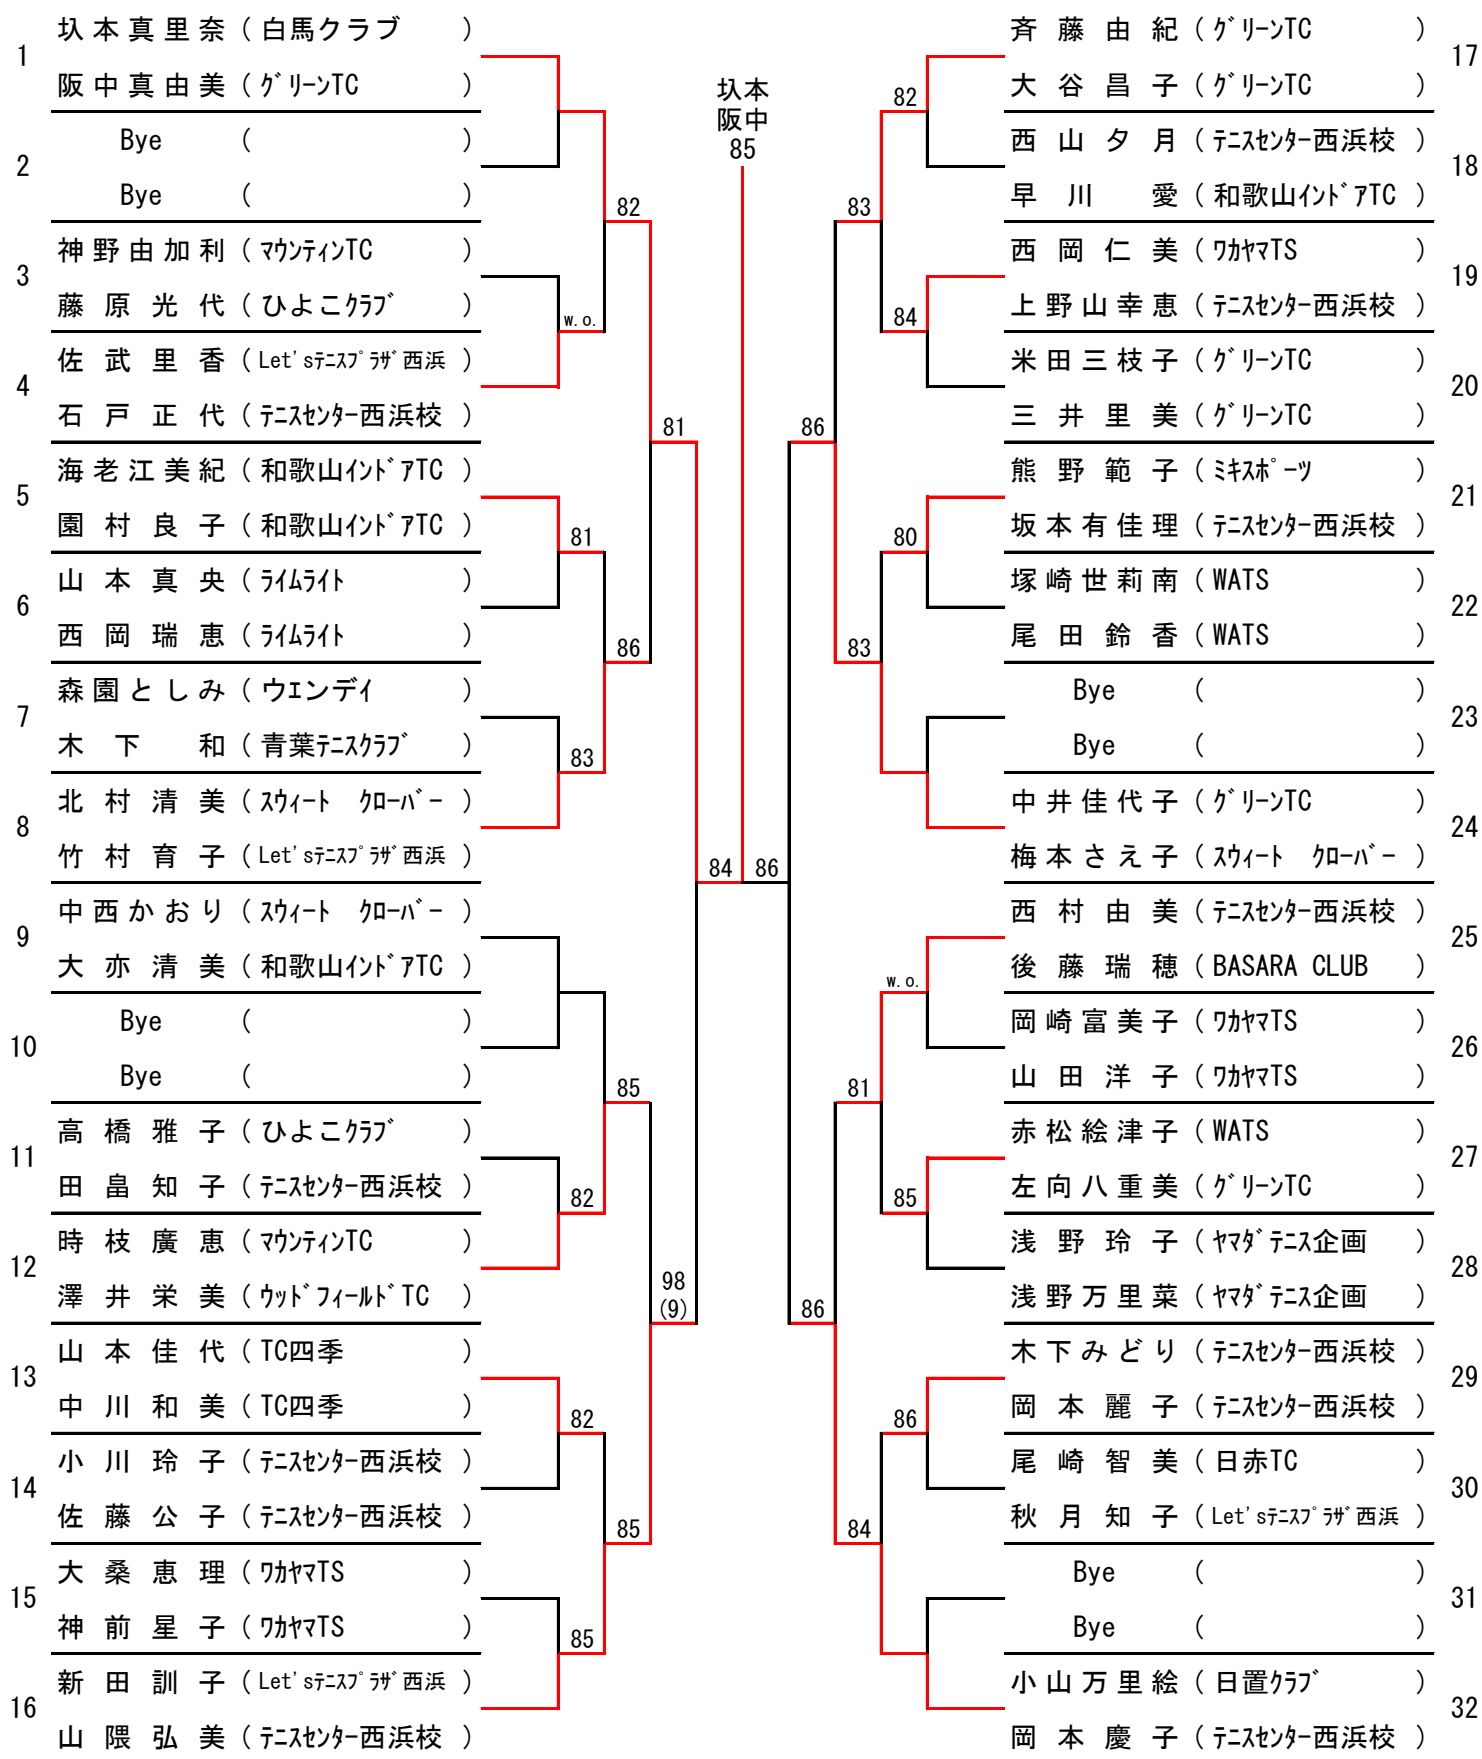 1
圦本真里奈 ( 白馬クラブ )
阪中真由美 ( グリーンTC )
2
Bye ( )
Bye ( )
3
神野由加利 ( マウンティンTC )
藤原光代 ( ひよこクラブ )
4
佐武里香 ( Let'sテニスプラザ西浜 )
石戸正代 ( テニスセンター西浜校 )
5
海老江美紀 ( 和歌山インドアTC )
園村良子 ( 和歌山インドアTC )
6
山本真央 ( ライムライト )
西岡瑞恵 ( ライムライト )
7
森園としみ ( ウエンディ )
木下和 ( 青葉テニスクラブ )
8
北村清美 ( スウィート クローバー )
竹村育子 ( Let'sテニスプラザ西浜 )
9
中西かおり ( スウィート クローバー )
大亦清美 ( 和歌山インドアTC )
10
Bye ( )
Bye ( )
11
高橋雅子 ( ひよこクラブ )
田畠知子 ( テニスセンター西浜校 )
12
時枝廣恵 ( マウンティンTC )
澤井栄美 ( ウッドフィールドTC )
13
山本佳代 ( TC四季 )
中川和美 ( TC四季 )
14
小川玲子 ( テニスセンター西浜校 )
佐藤公子 ( テニスセンター西浜校 )
15
大桑恵理 ( ワカヤマTS )
神前星子 ( ワカヤマTS )
16
新田訓子 ( Let'sテニスプラザ西浜 )
山隈弘美 ( テニスセンター西浜校 )
w.o.
81
83
82
82
85
82
86
85
85
81
98
(9)
84
圦本
阪中
85
86
86
86
83
83
81
84
82
84
80
w.o.
85
86
斉藤由紀 ( グリーンTC )
大谷昌子 ( グリーンTC )
17
西山夕月 ( テニスセンター西浜校 )
早川愛 ( 和歌山インドアTC )
18
西岡仁美 ( ワカヤマTS )
上野山幸恵 ( テニスセンター西浜校 )
19
米田三枝子 ( グリーンTC )
三井里美 ( グリーンTC )
20
熊野範子 ( ミキスポーツ )
坂本有佳理 ( テニスセンター西浜校 )
21
塚崎世莉南 ( WATS )
尾田鈴香 ( WATS )
22
Bye ( )
Bye ( )
23
中井佳代子 ( グリーンTC )
梅本さえ子 ( スウィート クローバー )
24
西村由美 ( テニスセンター西浜校 )
後藤瑞穂 ( BASARA CLUB )
25
岡崎富美子 ( ワカヤマTS )
山田洋子 ( ワカヤマTS )
26
赤松絵津子 ( WATS )
左向八重美 ( グリーンTC )
27
浅野玲子 ( ヤマダテニス企画 )
浅野万里菜 ( ヤマダテニス企画 )
28
木下みどり ( テニスセンター西浜校 )
岡本麗子 ( テニスセンター西浜校 )
29
尾崎智美 ( 日赤TC )
秋月知子 ( Let'sテニスプラザ西浜 )
30
Bye ( )
Bye ( )
31
小山万里絵 ( 日置クラブ )
岡本慶子 ( テニスセンター西浜校 )
32